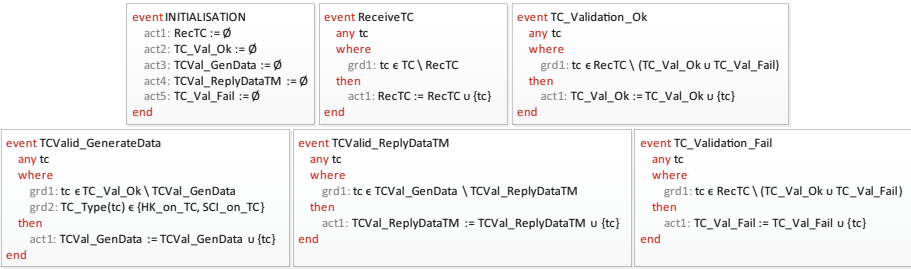 event INITIALISATION
act1: RecTC := Ø
act2: TC_Val_Ok := Ø
act3: TCVal_GenData := Ø
act4: TCVal_ReplyDataTM := Ø
act5: TC_Val_Fail := Ø
end
event ReceiveTC
any tc
where
grd1: tc ϵ TC \ RecTC
then
act1: RecTC := RecTC ∪ {tc}
end
event TC_Validation_Ok
any tc
where
grd1: tc ϵ RecTC \ (TC_Val_Ok ∪ TC_Val_Fail)
then
act1: TC_Val_Ok := TC_Val_Ok ∪ {tc}
end
event TCValid_GenerateData
any tc
where
grd1: tc ϵ TC_Val_Ok \ TCVal_GenData
grd2: TC_Type(tc) ϵ {HK_on_TC, SCI_on_TC}
then
act1: TCVal_GenData := TCVal_GenData ∪ {tc}
end
event TCValid_ReplyDataTM
any tc
where
grd1: tc ϵ TCVal_GenData \ TCVal_ReplyDataTM
then
act1: TCVal_ReplyDataTM := TCVal_ReplyDataTM ∪ {tc}
end
event TC_Validation_Fail
any tc
where
grd1: tc ϵ RecTC \ (TC_Val_Ok ∪ TC_Val_Fail)
then
act1: TC_Val_Fail := TC_Val_Fail ∪ {tc}
end